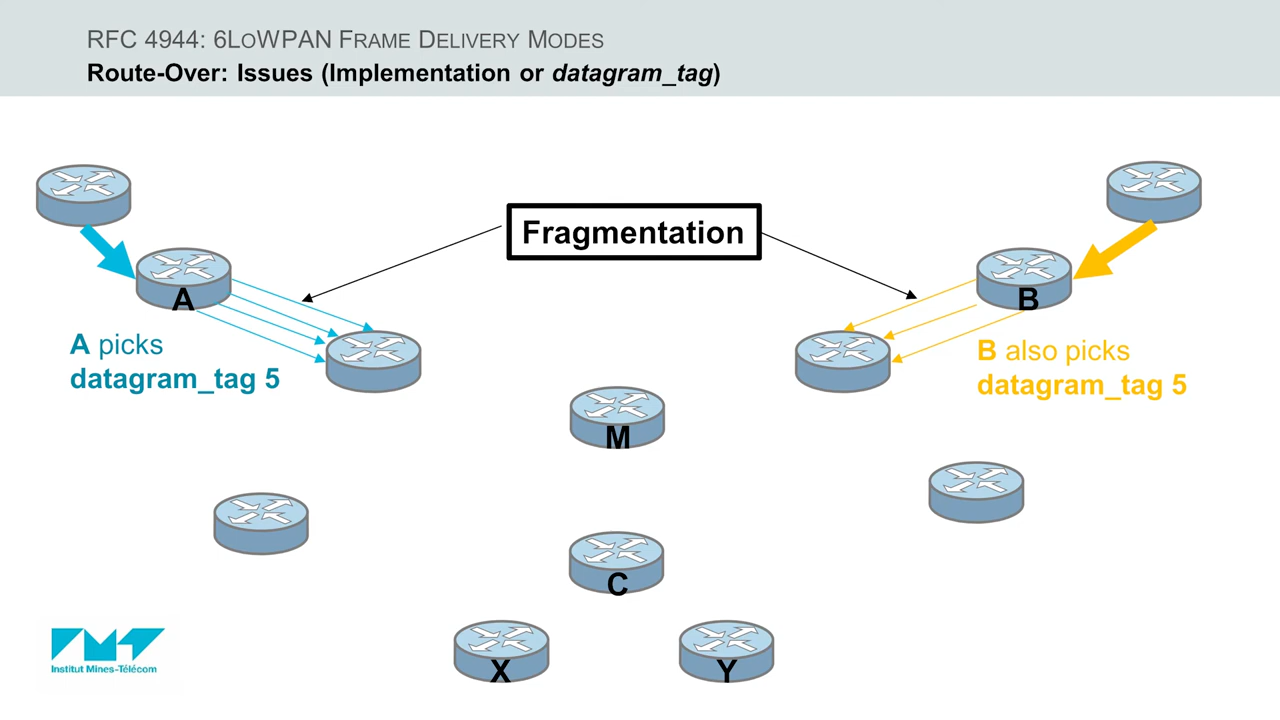 RFC 4944: 6LoWPAN Frame Delivery Modes
Route-Over: Issues (Implementation or datagram_tag)
Fragmentation
A
B
A picks
datagram_tag 5
B also picks
datagram_tag 5
M
C
X
Y
Institut Mines-Télécom